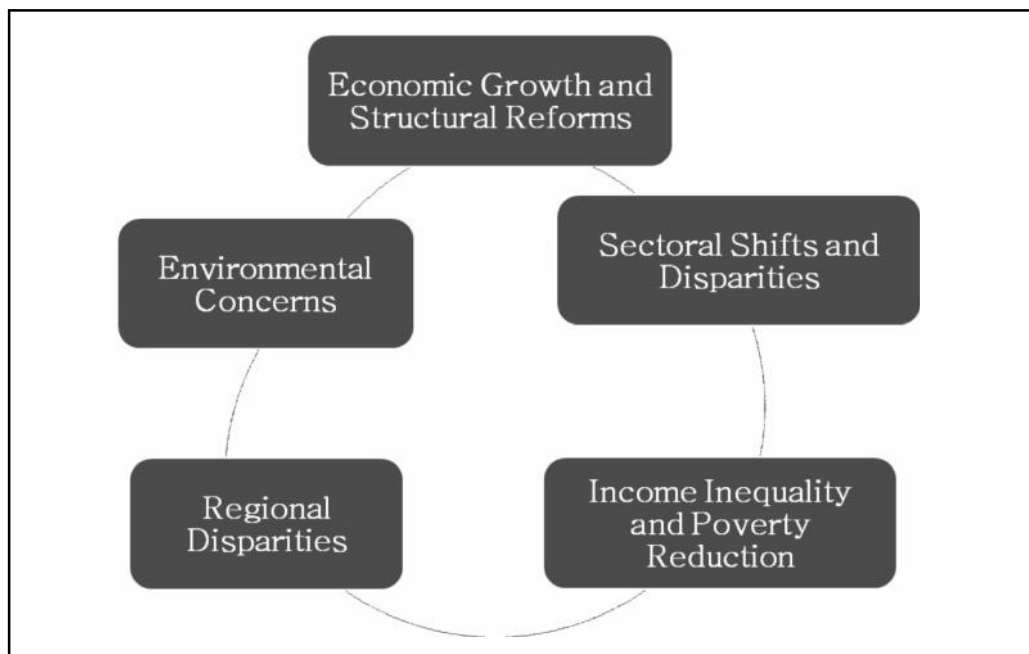 Economic Growth and
Structural Reforms
Sectoral Shifts and
Disparities
Income Inequality
and Poverty
Reduction
Regional
Disparities
Environmental
Concerns